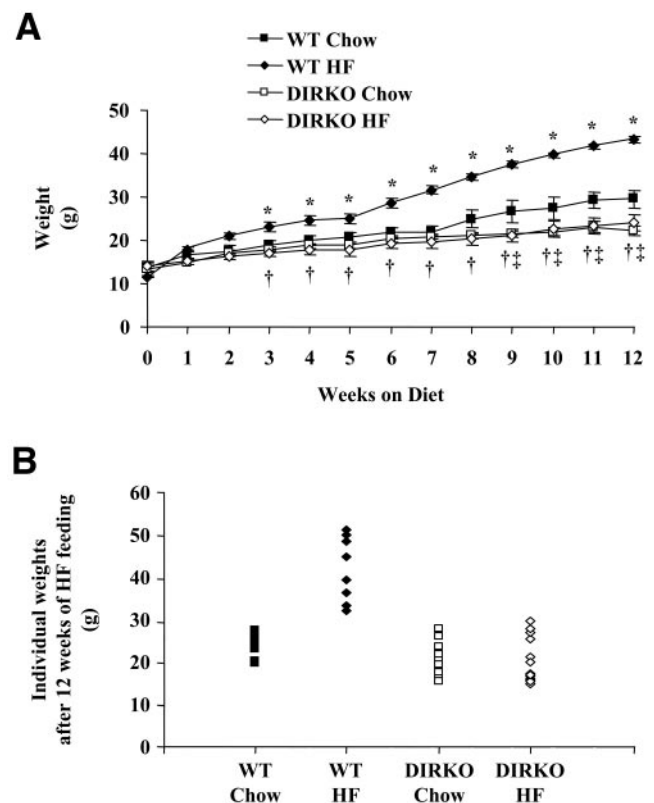 A
WT Chow
WT HF
DIRKO Chow
DIRKO HF
Weight
(g)
50
40
30
20
10
0
* * * * * * * * * *
† † † † † † †‡ †‡ †‡ †‡
0 1 2 3 4 5 6 7 8 9 10 11 12
Weeks on Diet
B
Individual weights
after 12 weeks of HF feeding
(g)
60
50
40
30
20
10
0
WT WT DIRKO DIRKO
Chow HF Chow HF